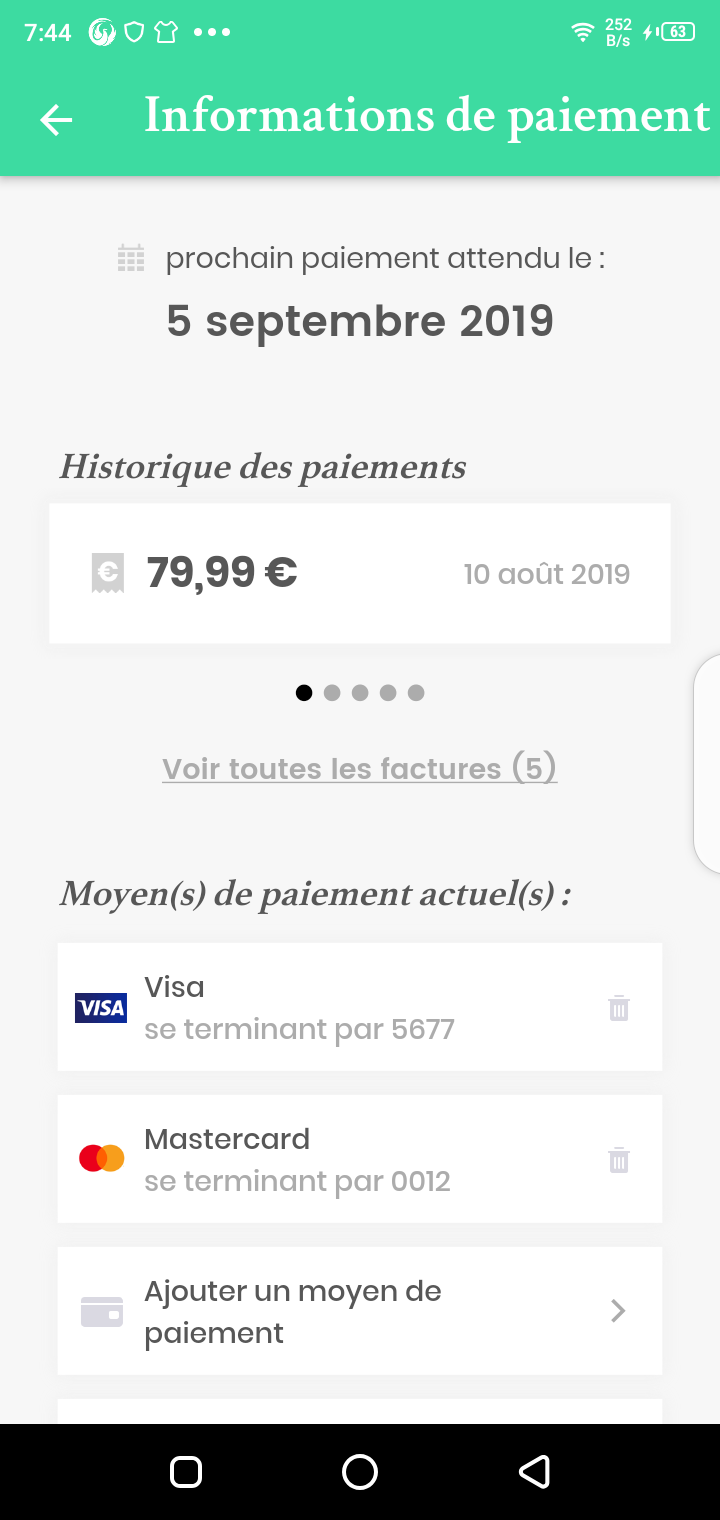 7:44
252
B/s
63
Informations de paiement
prochain paiement attendu le :
5 septembre 2019
Historique des paiements
€
79,99 €
10 août 2019
Voir toutes les factures (5)
Moyen(s) de paiement actuel(s) :
VISA
Visa
se terminant par 5677
Mastercard
se terminant par 0012
Ajouter un moyen de
paiement